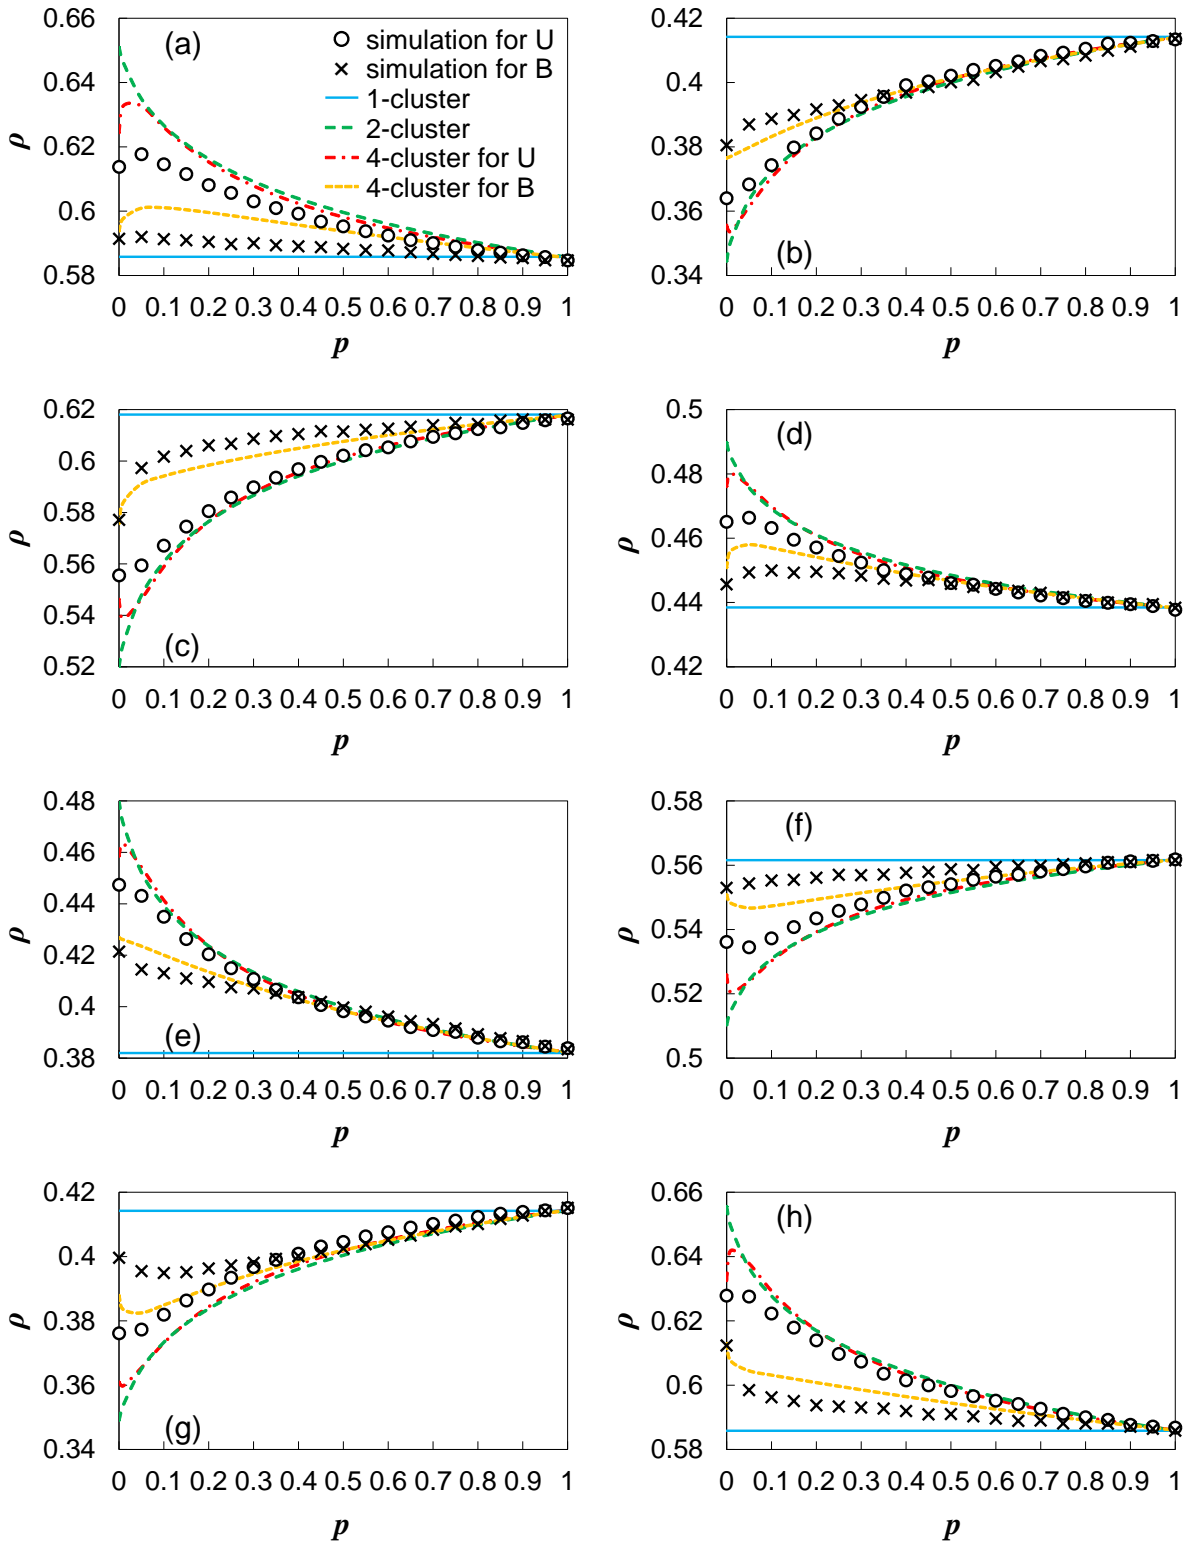 0.66
0.64
0.62
0.6
0.58
ρ
(a)
simulation for U
simulation for B
1-cluster
2-cluster
4-cluster for U
4-cluster for B
0 0.1 0.2 0.3 0.4 0.5 0.6 0.7 0.8 0.9 1
p
0.42
0.4
0.38
0.36
0.34
ρ
(b)
0 0.1 0.2 0.3 0.4 0.5 0.6 0.7 0.8 0.9 1
p
0.62
0.6
0.58
0.56
0.54
0.52
ρ
(c)
0 0.1 0.2 0.3 0.4 0.5 0.6 0.7 0.8 0.9 1
p
0.5
0.48
0.46
0.44
0.42
ρ
(d)
0 0.1 0.2 0.3 0.4 0.5 0.6 0.7 0.8 0.9 1
p
0.48
0.46
0.44
0.42
0.4
0.38
ρ
(e)
0 0.1 0.2 0.3 0.4 0.5 0.6 0.7 0.8 0.9 1
p
0.58
0.56
0.54
0.52
0.5
ρ
(f)
0 0.1 0.2 0.3 0.4 0.5 0.6 0.7 0.8 0.9 1
p
0.42
0.4
0.38
0.36
0.34
ρ
(g)
0 0.1 0.2 0.3 0.4 0.5 0.6 0.7 0.8 0.9 1
p
0.66
0.64
0.62
0.6
0.58
ρ
(h)
0 0.1 0.2 0.3 0.4 0.5 0.6 0.7 0.8 0.9 1
p